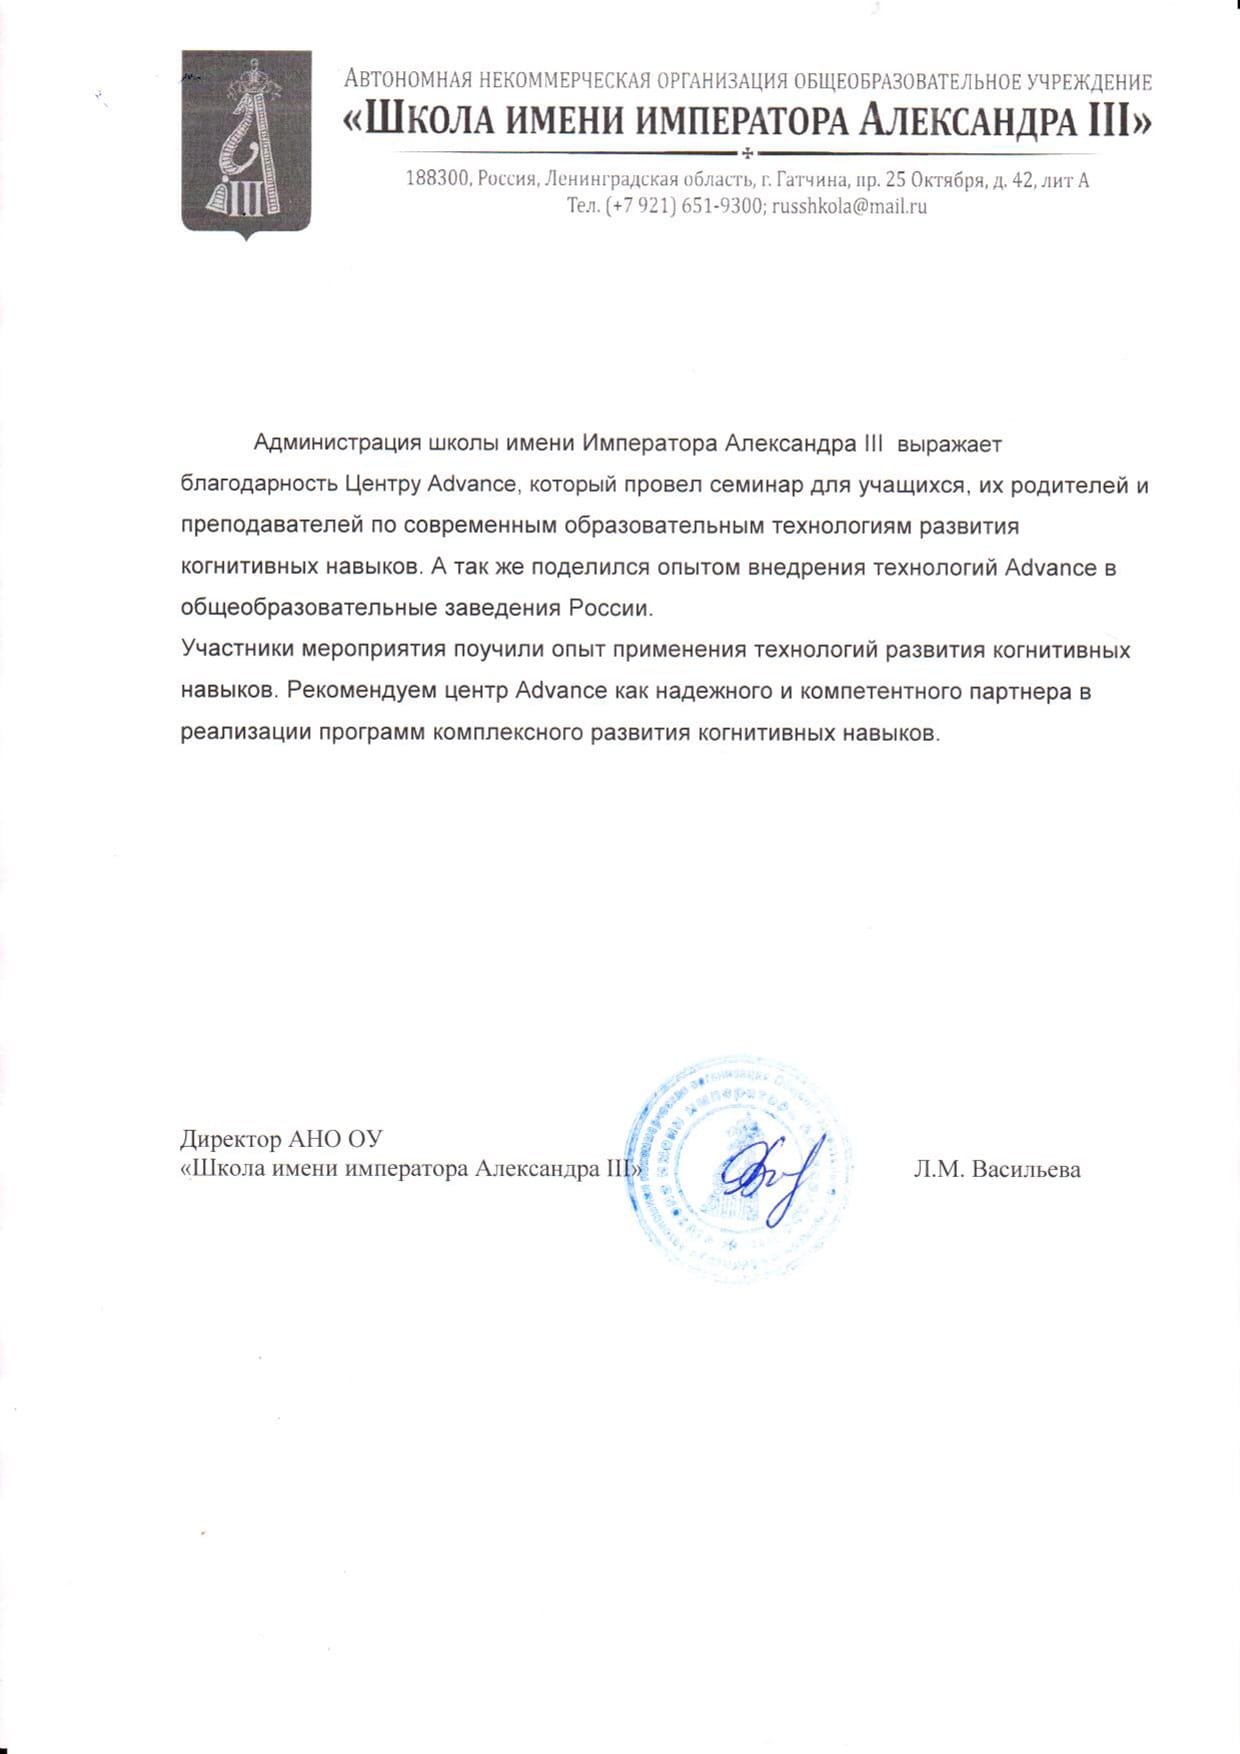 АВТОНОМНАЯ НЕКОММЕРЧЕСКАЯ ОРГАНИЗАЦИЯ ОБЩЕОБРАЗОВАТЕЛЬНОЕ УЧРЕЖДЕНИЕ
«ШКОЛА ИМЕНИ ИМПЕРАТОРА АЛЕКСАНДРА III»
188300, Россия, Ленинградская область, г. Гатчина, пр. 25 Октября, д. 42, лит А
Тел. (+7 921) 651-9300; russhkola@mail.ru
III
Администрация школы имени Императора Александра III выражает
благодарность Центру Advance, который провел семинар для учащихся, их родителей и
преподавателей по современным образовательным технологиям развития
когнитивных навыков. А так же поделился опытом внедрения технологий Advance в
общеобразовательные заведения России.
Участники мероприятия поучили опыт применения технологий развития когнитивных
навыков. Рекомендуем центр Advance как надежного и компетентного партнера в
реализации программ комплексного развития когнитивных навыков.
Директор АНО ОУ
«Школа имени императора Александра III»
Л.М. Васильева